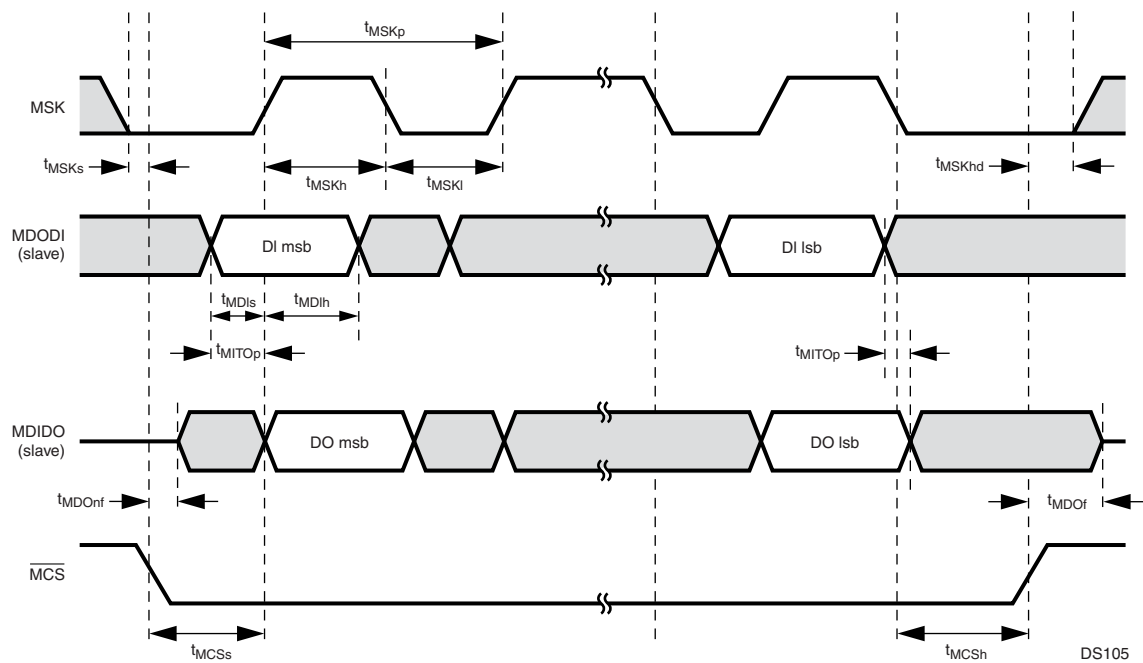 tMSKp
MSK
tMSKs
tMSKh
tMSKl
tMSKhd
MDODI
(slave)
DI msb
DI lsb
tMDIs
tMDIh
tMITOp
tMITOp
MDIDO
(slave)
DO msb
DO lsb
tMDOnf
tMDOf
MCS
tMCSs
tMCSh
DS105